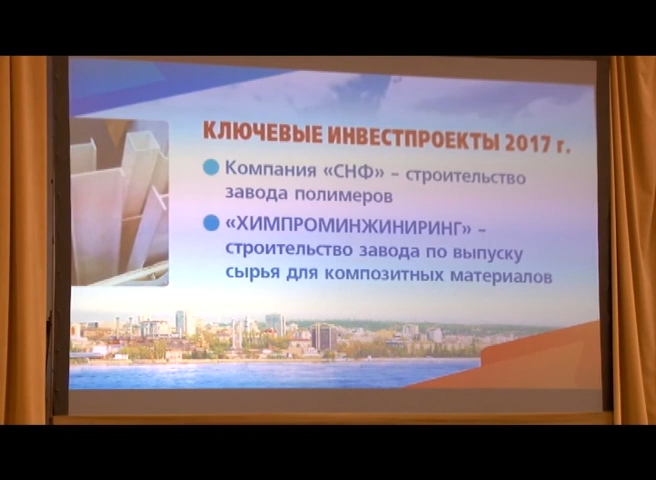 КЛЮЧЕВЫЕ ИНВЕСТПРОЕКТЫ 2017 г.
Компания «СНФ» – строительство
завода полимеров
«ХИМПРОМИНЖИНИРИНГ» –
строительство завода по выпуску
сырья для композитных материалов